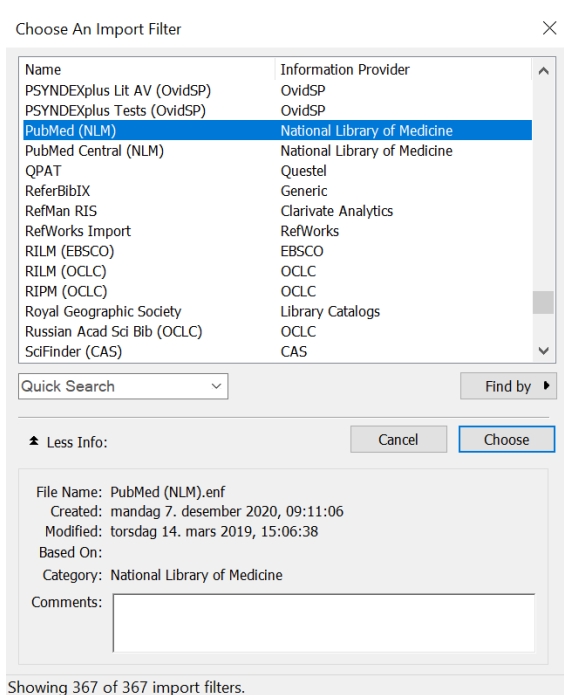 Choose An Import Filter
Name Information Provider
PSYNDEXplus Lit AV (OvidSP) OvidSP
PSYNDEXplus Tests (OvidSP) OvidSP
PubMed (NLM) National Library of Medicine
PubMed Central (NLM) National Library of Medicine
QPAT Questel
ReferBibIX Generic
RefMan RIS Clarivate Analytics
RefWorks Import RefWorks
RILM (EBSCO) EBSCO
RILM (OCLC) OCLC
RIPM (OCLC) OCLC
Royal Geographic Society Library Catalogs
Russian Acad Sci Bib (OCLC) OCLC
SciFinder (CAS) CAS
Quick Search Find by
Less Info: Cancel Choose
File Name: PubMed (NLM).enf
Created: mandag 7. desember 2020, 09:11:06
Modified: torsdag 14. mars 2019, 15:06:38
Based On:
Category: National Library of Medicine
Comments:
Showing 367 of 367 import filters.